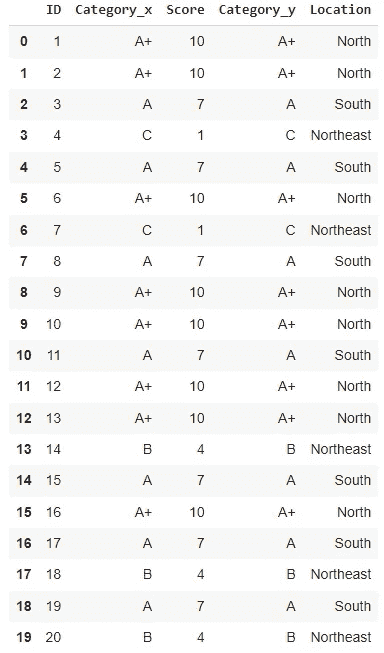 ID Category_x Score Category_y Location
0 1 A+ 10 A+ North
1 2 A+ 10 A+ North
2 3 A 7 A South
3 4 C 1 C Northeast
4 5 A 7 A South
5 6 A+ 10 A+ North
6 7 C 1 C Northeast
7 8 A 7 A South
8 9 A+ 10 A+ North
9 10 A+ 10 A+ North
10 11 A 7 A South
11 12 A+ 10 A+ North
12 13 A+ 10 A+ North
13 14 B 4 B Northeast
14 15 A 7 A South
15 16 A+ 10 A+ North
16 17 A 7 A South
17 18 B 4 B Northeast
18 19 A 7 A South
19 20 B 4 B Northeast